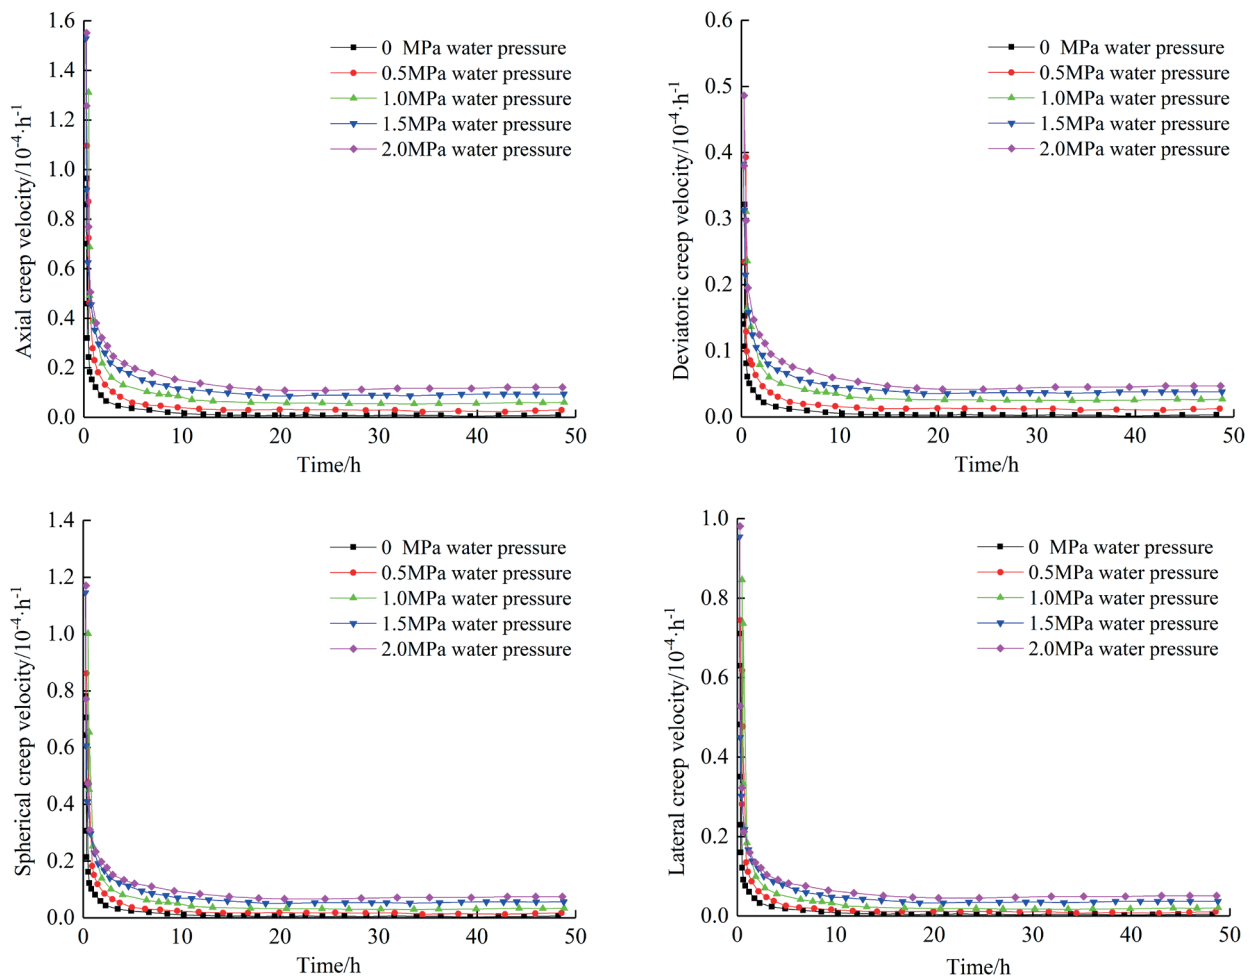 Axial creep velocity/10⁻⁴·h⁻¹
1.6
1.4
1.2
1.0
0.8
0.6
0.4
0.2
0.0
0 MPa water pressure
0.5MPa water pressure
1.0MPa water pressure
1.5MPa water pressure
2.0MPa water pressure
0 10 20 30 40 50
Time/h
Deviatoric creep velocity/10⁻⁴·h⁻¹
0.6
0.5
0.4
0.3
0.2
0.1
0.0
0 MPa water pressure
0.5MPa water pressure
1.0MPa water pressure
1.5MPa water pressure
2.0MPa water pressure
0 10 20 30 40 50
Time/h
Spherical creep velocity/10⁻⁴·h⁻¹
1.4
1.2
1.0
0.8
0.6
0.4
0.2
0.0
0 MPa water pressure
0.5MPa water pressure
1.0MPa water pressure
1.5MPa water pressure
2.0MPa water pressure
0 10 20 30 40 50
Time/h
Lateral creep velocity/10⁻⁴·h⁻¹
1.0
0.8
0.6
0.4
0.2
0.0
0 MPa water pressure
0.5MPa water pressure
1.0MPa water pressure
1.5MPa water pressure
2.0MPa water pressure
0 10 20 30 40 50
Time/h